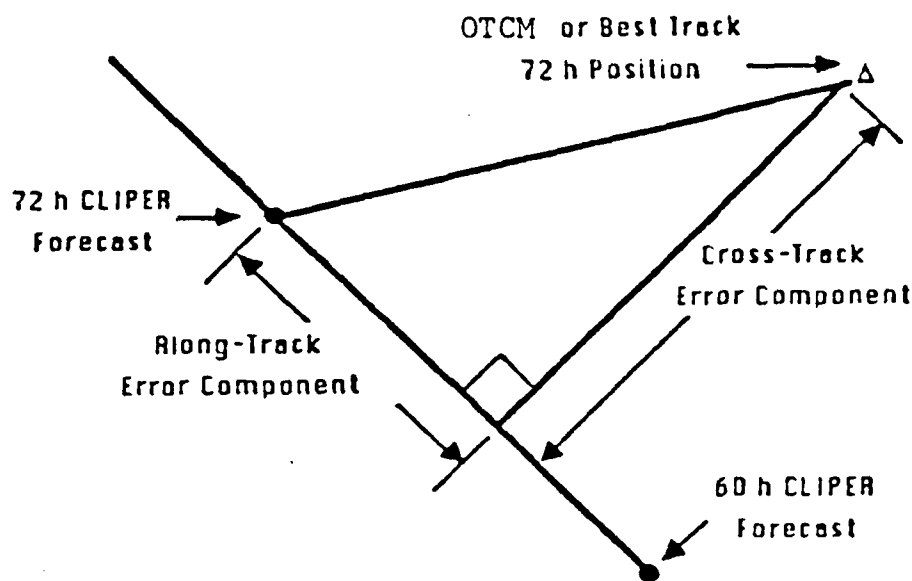 OTCM or Best Track
72 h Position
Δ
72 h CLIPER
Forecast
Cross-Track
Error Component
Along-Track
Error Component
60 h CLIPER
Forecast